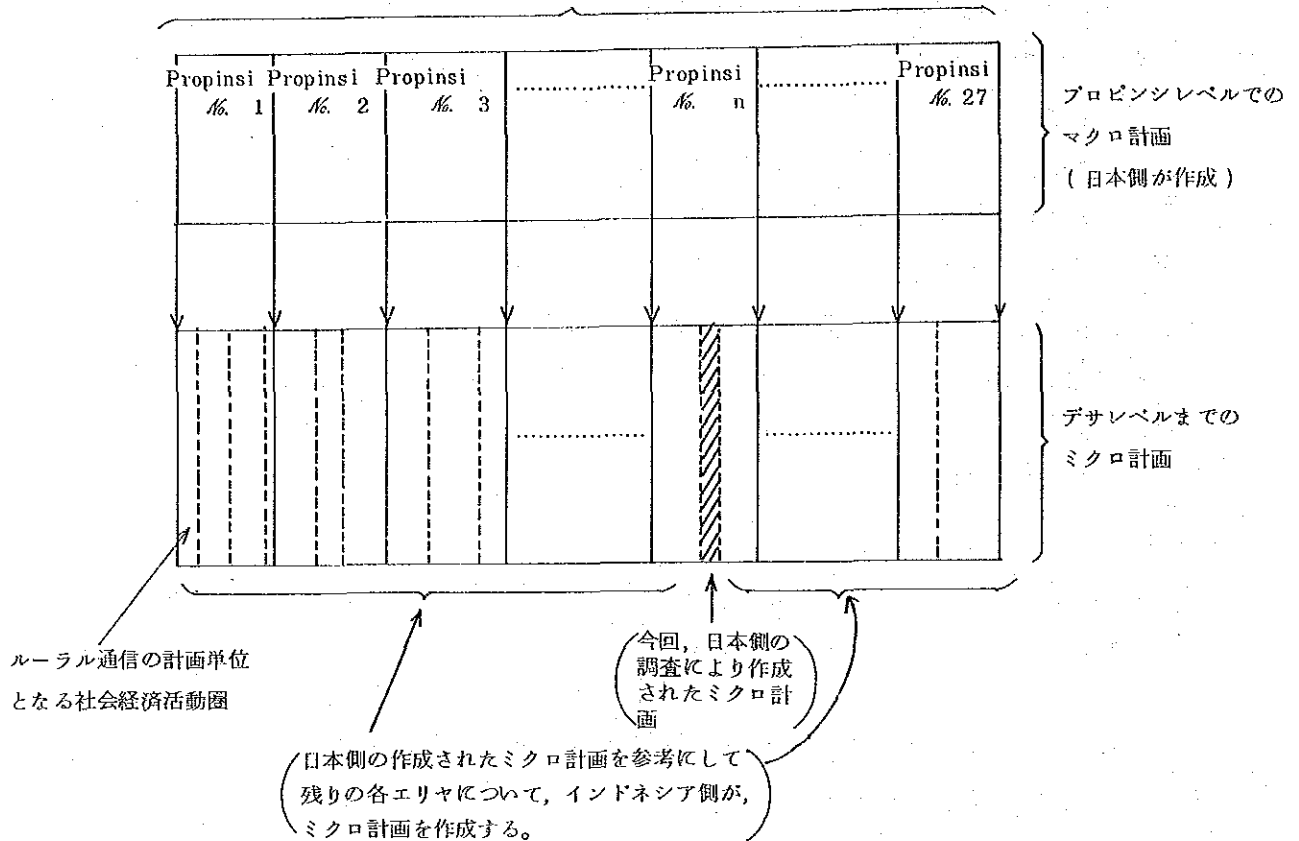 Propinsi Propinsi Propinsi ………… Propinsi ………… Propinsi
№ 1 № 2 № 3 № n № 27
プロピンシレベルでの
マクロ計画
(日本側が作成)
………… …………
デサレベルまでの
ミクロ計画
ルーラル通信の計画単位
となる社会経済活動圏
今回，日本側の
調査により作成
されたミクロ計
画
日本側の作成されたミクロ計画を参考にして
残りの各エリヤについて，インドネシア側が，
ミクロ計画を作成する。